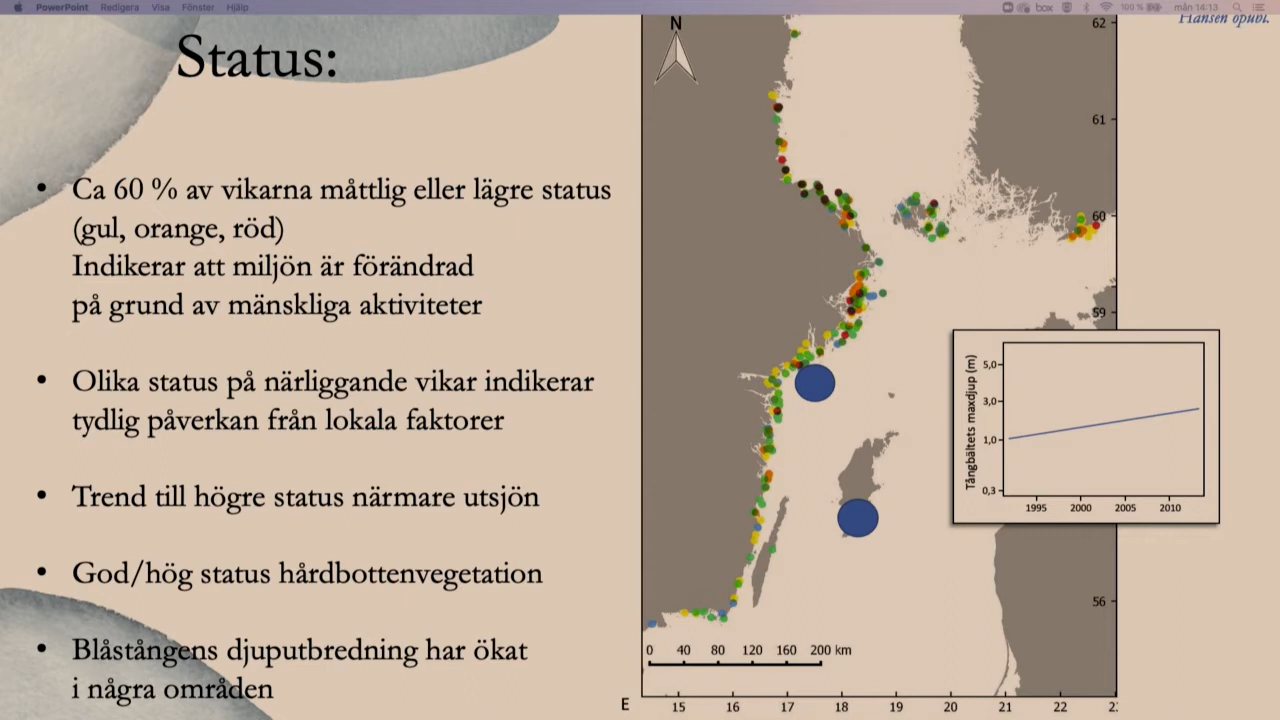 PowerPoint Redigera Visa Fönster Hjälp
box 100 % mån 14:13
Hansen opubl.
Status:
• Ca 60 % av vikarna måttlig eller lägre status
(gul, orange, röd)
Indikerar att miljön är förändrad
på grund av mänskliga aktiviteter
• Olika status på närliggande vikar indikerar
tydlig påverkan från lokala faktorer
• Trend till högre status närmare utsjön
• God/hög status hårdbottenvegetation
• Blåstångens djuputbredning har ökat
i några områden
N
62
61
60
59
56
Tångbältets maxdjup (m)
5,0
3,0
1,0
0,3
1995 2000 2005 2010
0 40 80 120 160 200 km
E 15 16 17 18 19 20 21 22